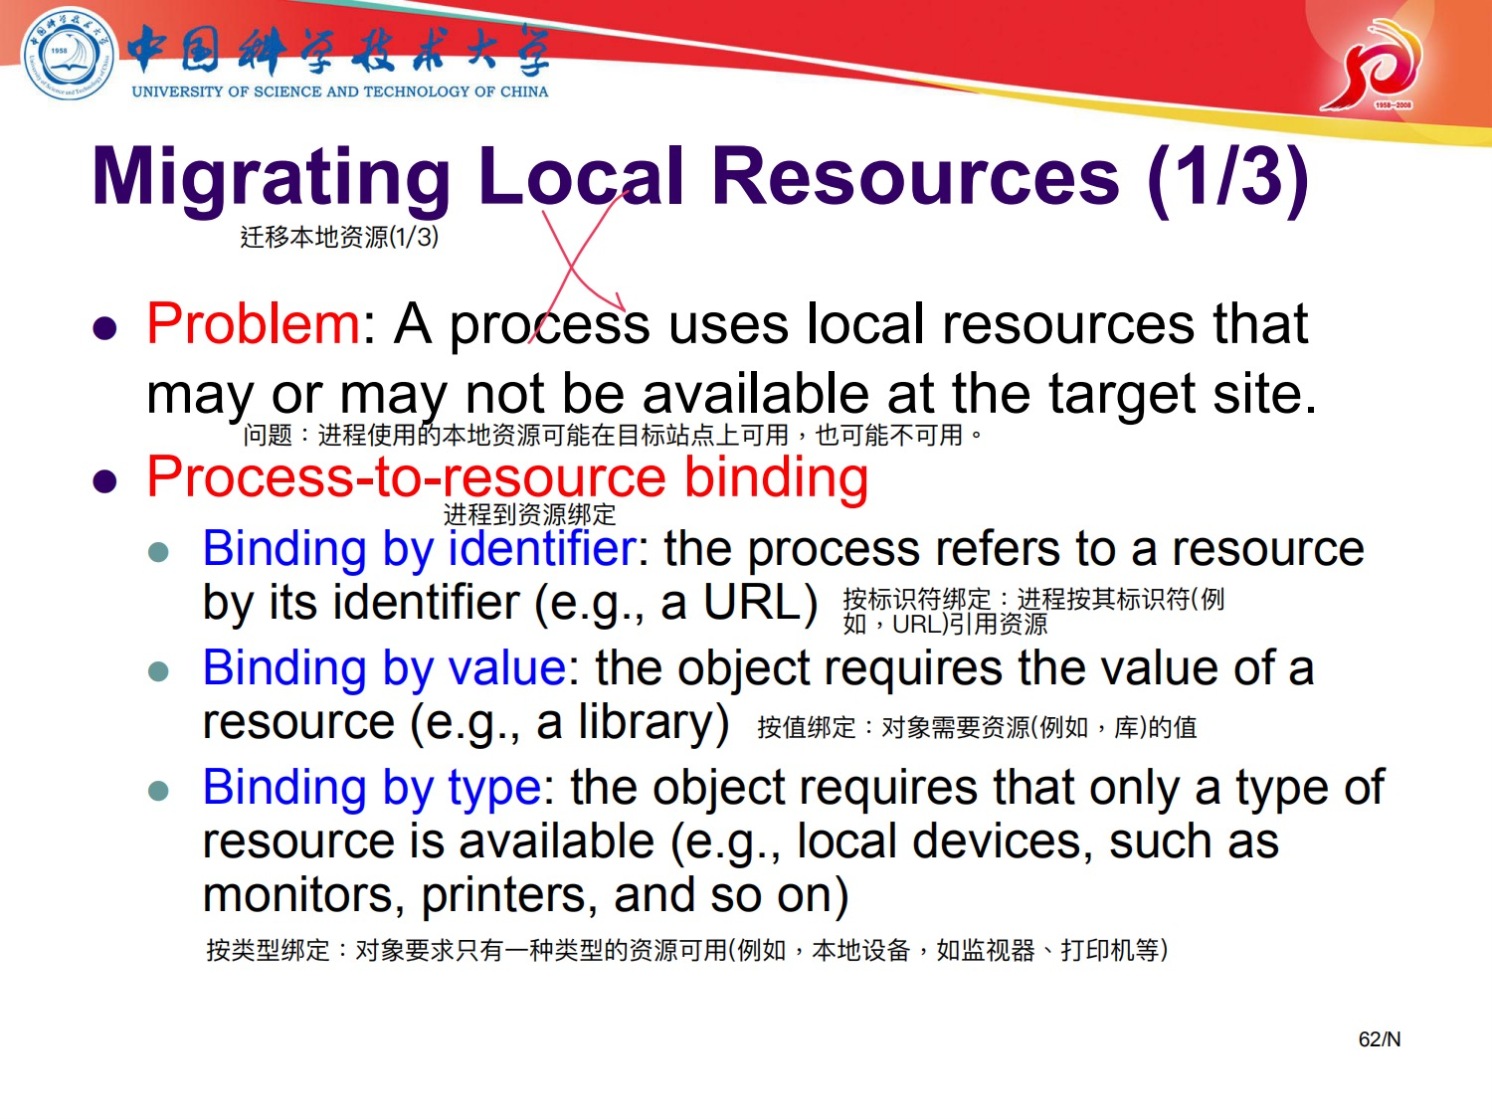 中国科学技术大学
UNIVERSITY OF SCIENCE AND TECHNOLOGY OF CHINA
1958
1958—2008
Migrating Local Resources (1/3)
迁移本地资源(1/3)
Problem: A process uses local resources that
may or may not be available at the target site.
问题：进程使用的本地资源可能在目标站点上可用，也可能不可用。
Process-to-resource binding
进程到资源绑定
Binding by identifier: the process refers to a resource
by its identifier (e.g., a URL)
按标识符绑定：进程按其标识符(例
如，URL)引用资源
Binding by value: the object requires the value of a
resource (e.g., a library)
按值绑定：对象需要资源(例如，库)的值
Binding by type: the object requires that only a type of
resource is available (e.g., local devices, such as
monitors, printers, and so on)
按类型绑定：对象要求只有一种类型的资源可用(例如，本地设备，如监视器、打印机等)
62/N